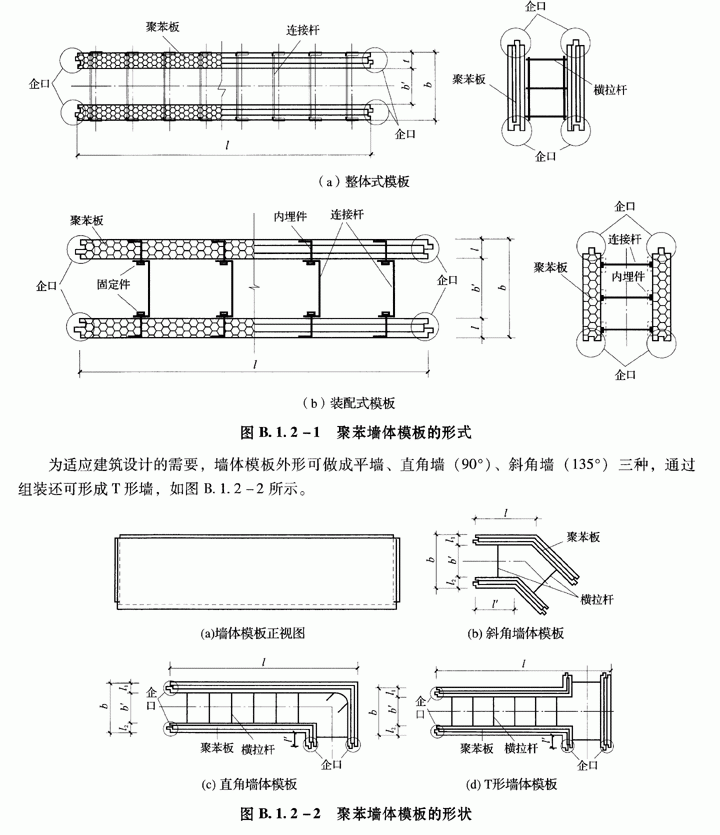 聚苯板
连接杆
企口
企口
t
b'
b
l
企口
聚苯板
横拉杆
企口
（a）整体式模板
聚苯板
内埋件
连接杆
企口
固定件
企口
l
b'
b
l
l
企口
连接杆
聚苯板
内埋件
企口
（b）装配式模板
图 B.1.2-1 聚苯墙体模板的形式
为适应建筑设计的需要，墙体模板外形可做成平墙、直角墙（90°）、斜角墙（135°）三种，通过
组装还可形成 T 形墙，如图 B.1.2-2 所示。
(a)墙体模板正视图
l
聚苯板
b
l₁
b'
l₂
横拉杆
l'
(b) 斜角墙体模板
l
企口
b
l₁
b'
l₂
聚苯板
横拉杆
l'
企口
(c) 直角墙体模板
l
企口
b
l₁
b'
聚苯板
横拉杆
l'
企口
(d) T形墙体模板
图 B.1.2-2 聚苯墙体模板的形状